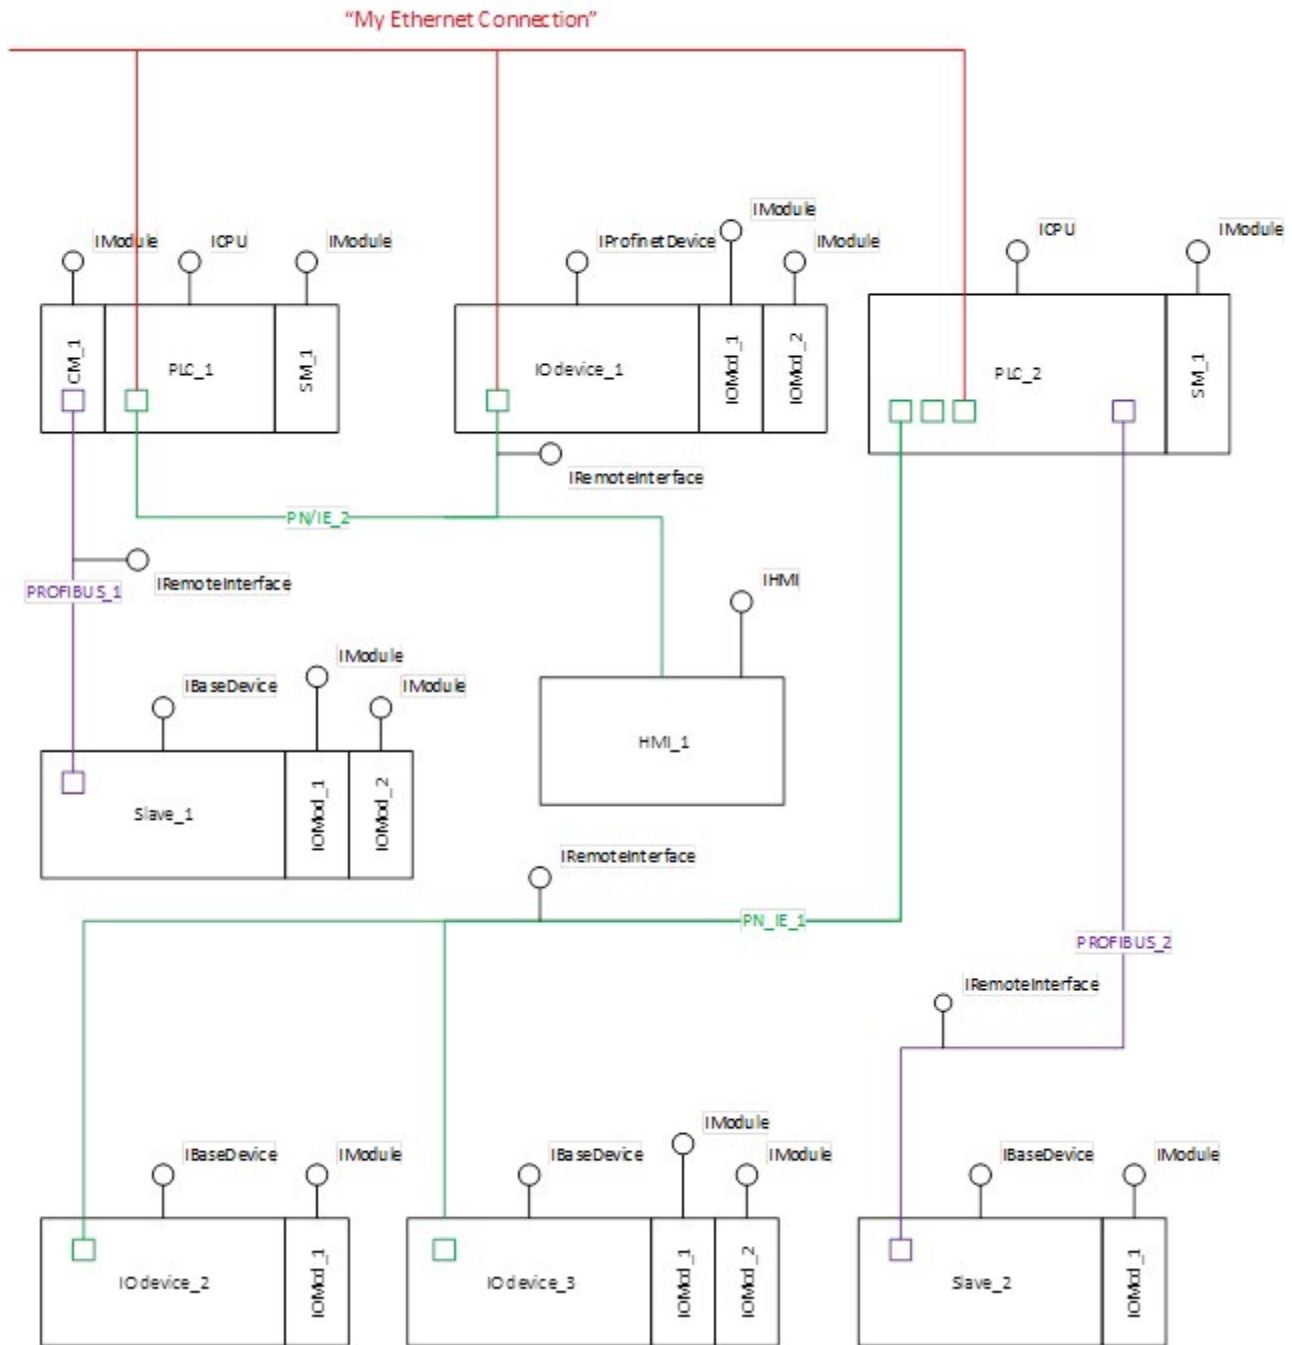 “My Ethernet Connection”
IModule
ICPU
IModule
IProfinetDevice
IModule
IModule
ICPU
IModule
CM_1
PLC_1
SM_1
IOdevice_1
IOMod_1
IOMod_2
PLC_2
SM_1
IRemoteInterface
PN/IE_2
IRemoteInterface
PROFIBUS_1
IHMI
IBaseDevice
IModule
IModule
HMI_1
Slave_1
IOMod_1
IOMod_2
IRemoteInterface
PN_IE_1
PROFIBUS_2
IRemoteInterface
IBaseDevice
IModule
IBaseDevice
IModule
IModule
IBaseDevice
IModule
IOdevice_2
IOMod_1
IOdevice_3
IOMod_1
IOMod_2
Slave_2
IOMod_1